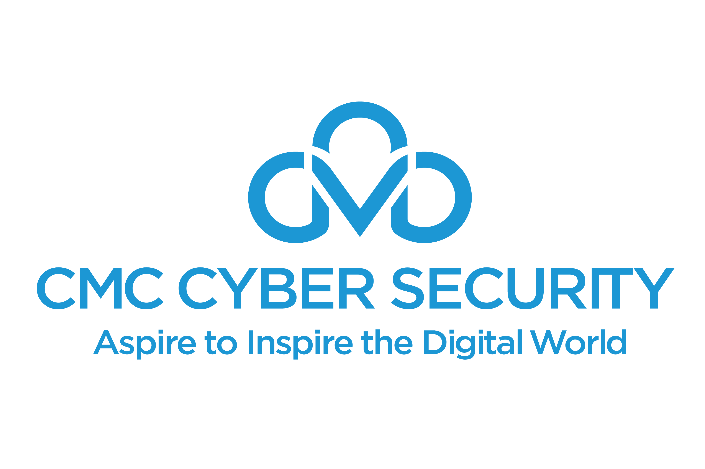 CMC CYBER SECURITY
Aspire to Inspire the Digital World